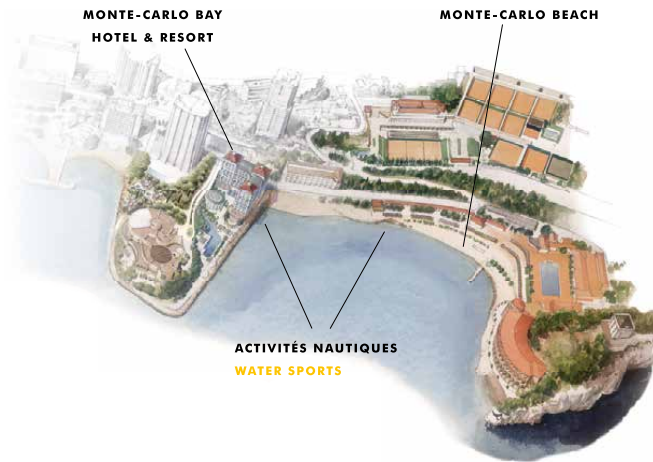 MONTE-CARLO BAY
HOTEL & RESORT
MONTE-CARLO BEACH
ACTIVITÉS NAUTIQUES
WATER SPORTS